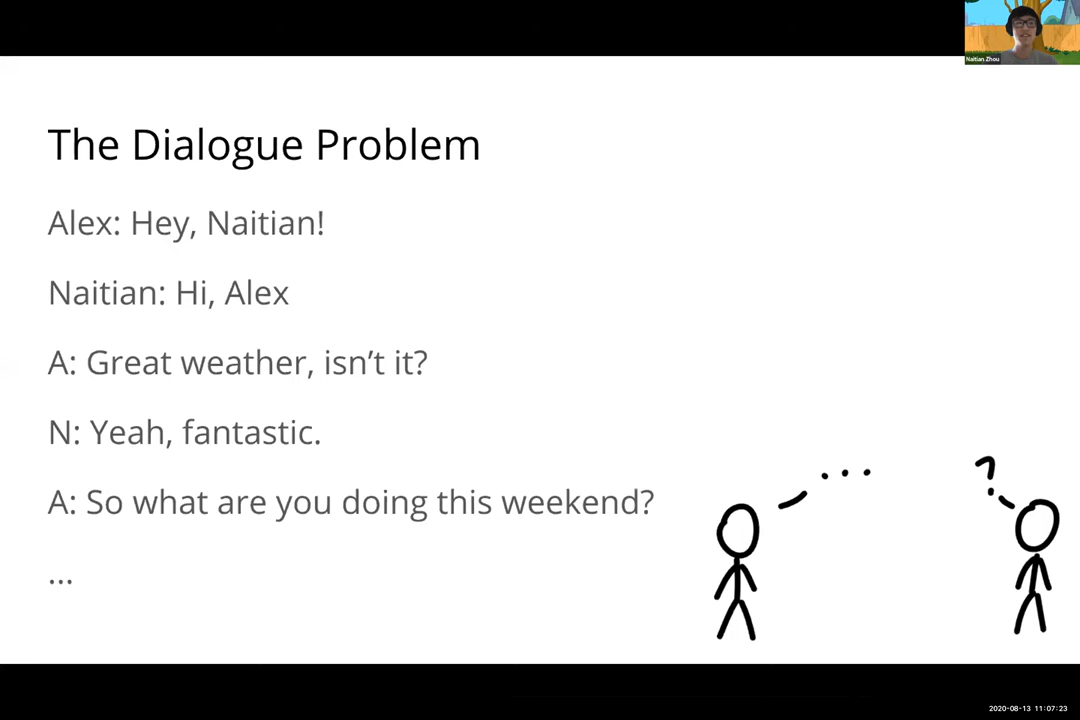 Naitian Zhou
The Dialogue Problem
Alex: Hey, Naitian!
Naitian: Hi, Alex
A: Great weather, isn’t it?
N: Yeah, fantastic.
A: So what are you doing this weekend?
...
. . .
?
2020-08-13 11:07:23